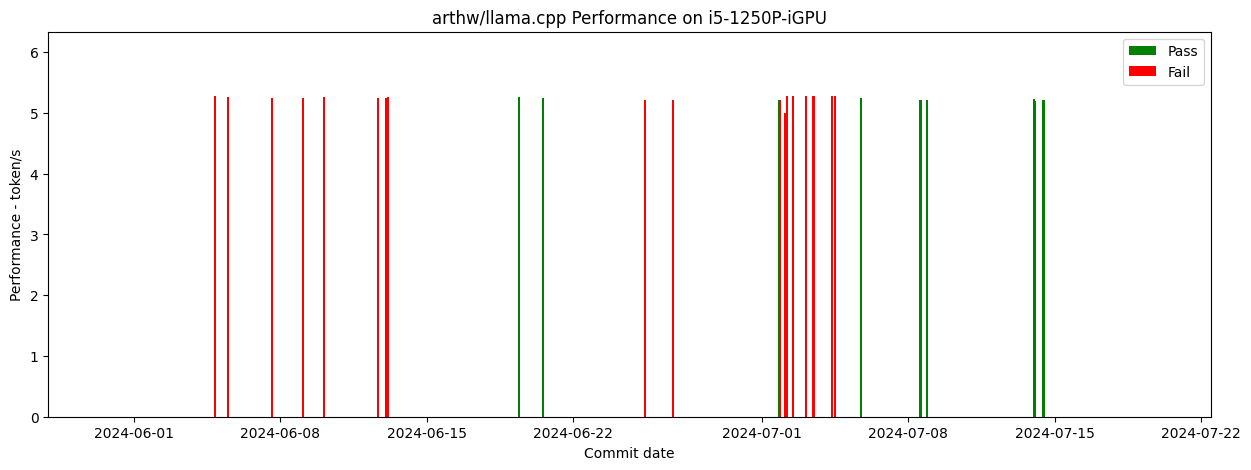 arthw/llama.cpp Performance on i5-1250P-iGPU
Pass
Fail
Performance - token/s
6
5
4
3
2
1
0
2024-06-01 2024-06-08 2024-06-15 2024-06-22 2024-07-01 2024-07-08 2024-07-15 2024-07-22
Commit date